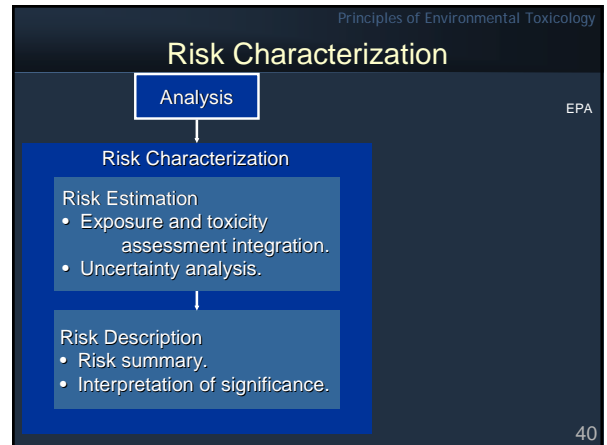 Principles of Environmental Toxicology
Risk Characterization
Analysis
EPA
Risk Characterization
Risk Estimation
• Exposure and toxicity
assessment integration.
• Uncertainty analysis.
Risk Description
• Risk summary.
• Interpretation of significance.
40